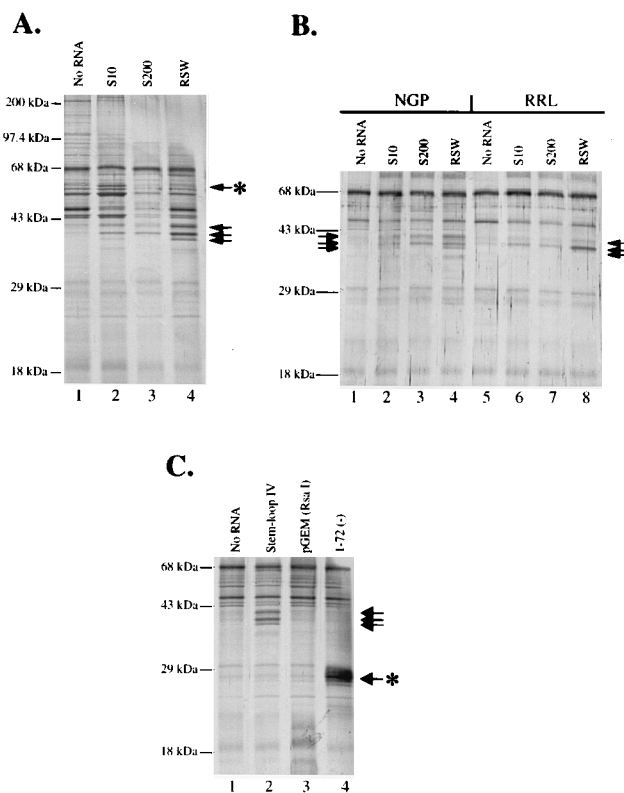 A.
No RNA S10 S200 RSW
200 kDa
97.4 kDa
68 kDa
*
43 kDa
29 kDa
18 kDa
1 2 3 4
B.
NGP RRL
No RNA S10 S200 RSW No RNA S10 S200 RSW
68 kDa
43 kDa
29 kDa
18 kDa
1 2 3 4 5 6 7 8
C.
No RNA Stem-loop IV pGEM (Rsa I) 1-72 (-)
68 kDa
43 kDa
29 kDa
*
18 kDa
1 2 3 4